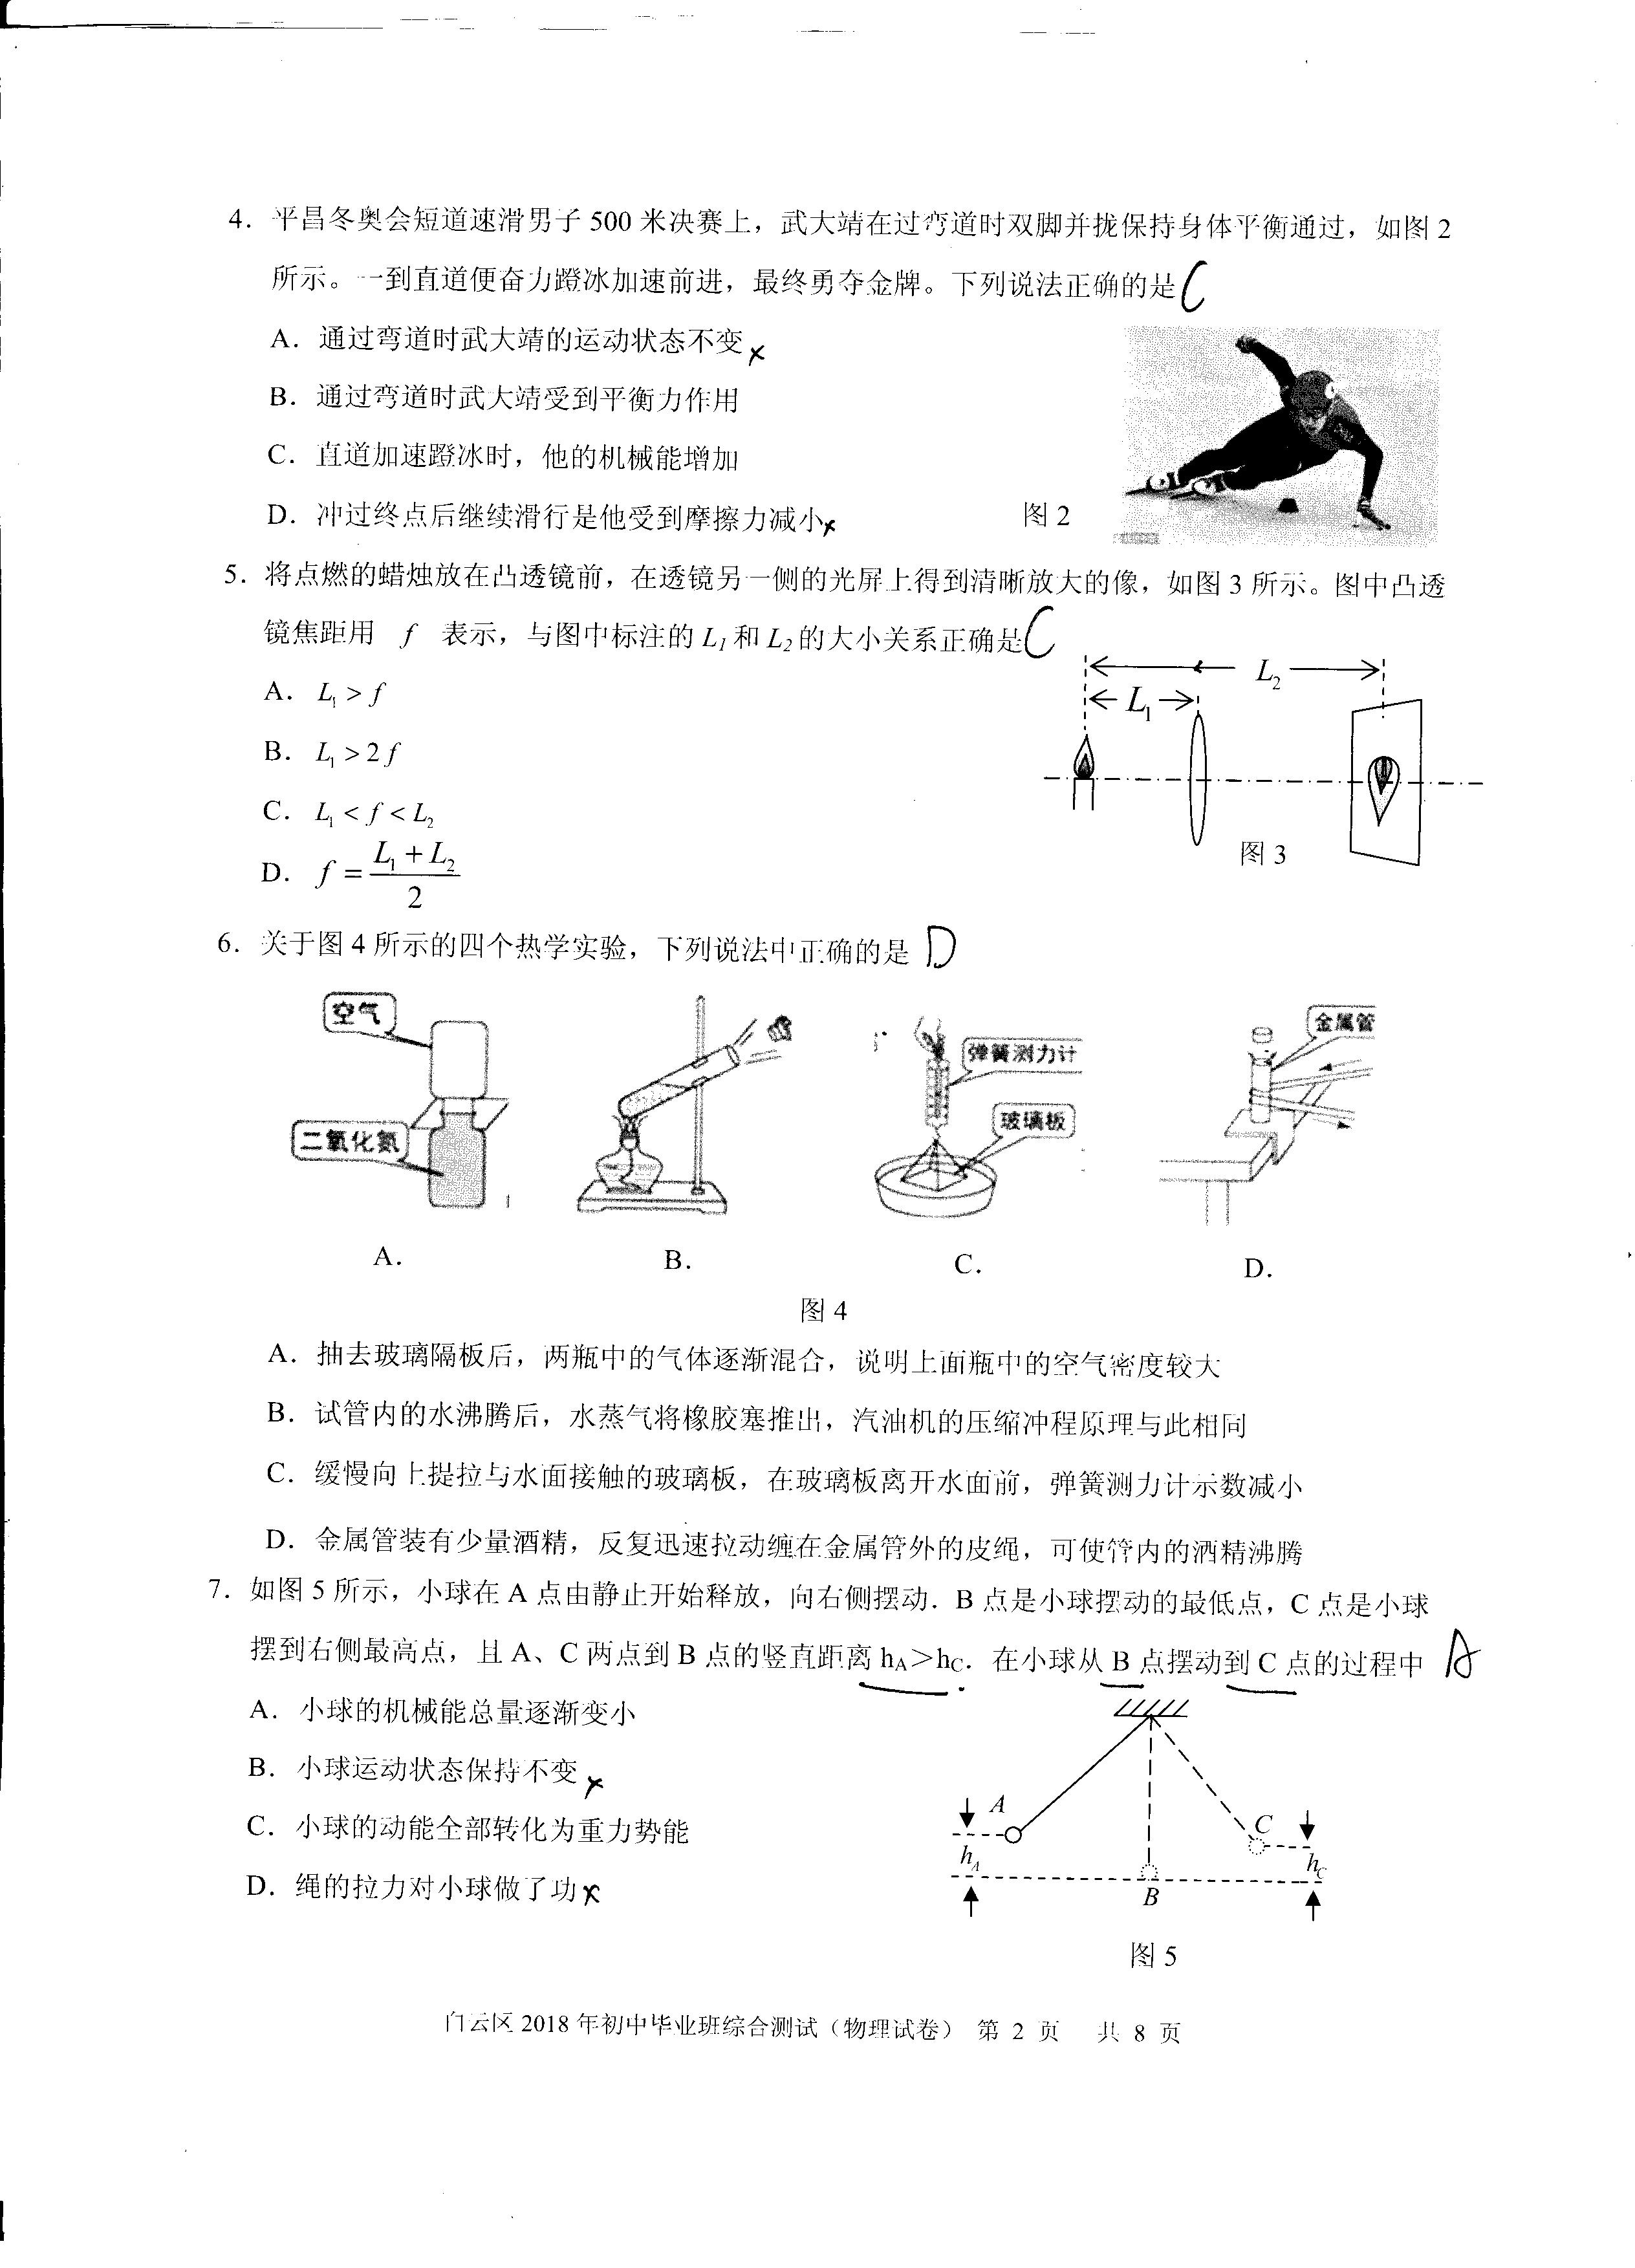 4．平昌冬奥会短道速滑男子 500 米决赛上，武大靖在过弯道时双脚并拢保持身体平衡通过，如图 2
所示。一到直道便奋力蹬冰加速前进，最终勇夺金牌。下列说法正确的是 C
A．通过弯道时武大靖的运动状态不变 ×
B．通过弯道时武大靖受到平衡力作用
C．直道加速蹬冰时，他的机械能增加
D．冲过终点后继续滑行是他受到摩擦力减小 ×
图 2
5．将点燃的蜡烛放在凸透镜前，在透镜另一侧的光屏上得到清晰放大的像，如图 3 所示。图中凸透
镜焦距用 f 表示，与图中标注的 L₁ 和 L₂ 的大小关系正确是 C
A．L₁ > f
B．L₁ > 2f
C．L₁ < f < L₂
D．f = (L₁ + L₂)/2
L₂
L₁
图 3
6．关于图 4 所示的四个热学实验，下列说法中正确的是 D
空气
二氧化氮
弹簧测力计
玻璃板
金属管
A． B． C． D．
图 4
A．抽去玻璃隔板后，两瓶中的气体逐渐混合，说明上面瓶中的空气密度较大
B．试管内的水沸腾后，水蒸气将橡胶塞推出，汽油机的压缩冲程原理与此相同
C．缓慢向上提拉与水面接触的玻璃板，在玻璃板离开水面前，弹簧测力计示数减小
D．金属管装有少量酒精，反复迅速拉动缠在金属管外的皮绳，可使管内的酒精沸腾
7．如图 5 所示，小球在 A 点由静止开始释放，向右侧摆动．B 点是小球摆动的最低点，C 点是小球
摆到右侧最高点，且 A、C 两点到 B 点的竖直距离 hA＞hC．在小球从 B 点摆动到 C 点的过程中 A
A．小球的机械能总量逐渐变小
B．小球运动状态保持不变 ×
C．小球的动能全部转化为重力势能
D．绳的拉力对小球做了功 ×
A
C
hA
hC
B
图 5
白云区 2018 年初中毕业班综合测试（物理试卷） 第 2 页 共 8 页